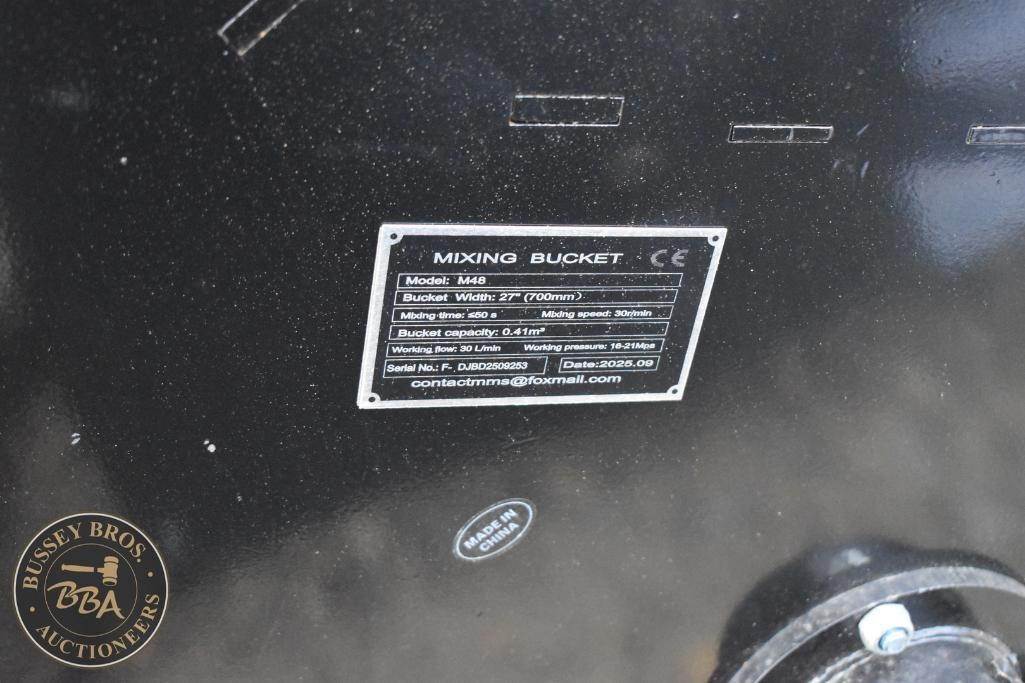 MIXING BUCKET CE
Model: M48
Bucket Width: 27" (700mm)
Mixing time: ≤50 s Mixing speed: 30r/min
Bucket capacity: 0.41m³
Working flow: 30 L/min Working pressure: 16-21Mpa
Serial No.: F- DJBD2509253 Date:2025.09
contactmms@foxmail.com
MADE IN
CHINA
BUSSEY BROS.
BBA
AUCTIONEERS